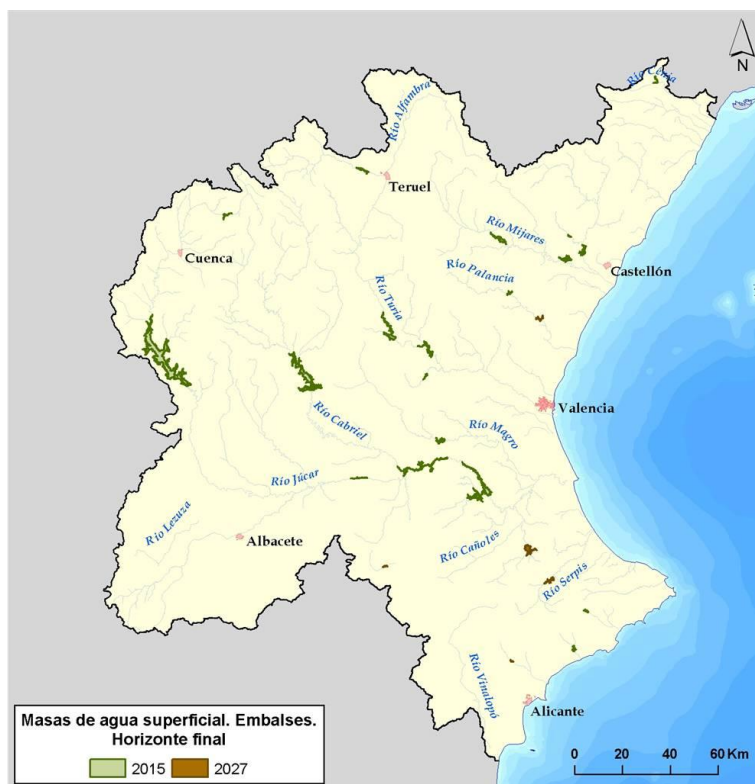 N
Río Cenia
Río Alfambra
Teruel
Río Mijares
Cuenca
Río Palancia
Castellón
Río Turia
Valencia
Río Cabriel
Río Magro
Río Júcar
Río Lezuza
Albacete
Río Cañoles
Río Serpis
Río Vinalopó
Alicante
Masas de agua superficial. Embalses.
Horizonte final
2015 2027
0 20 40 60 Km